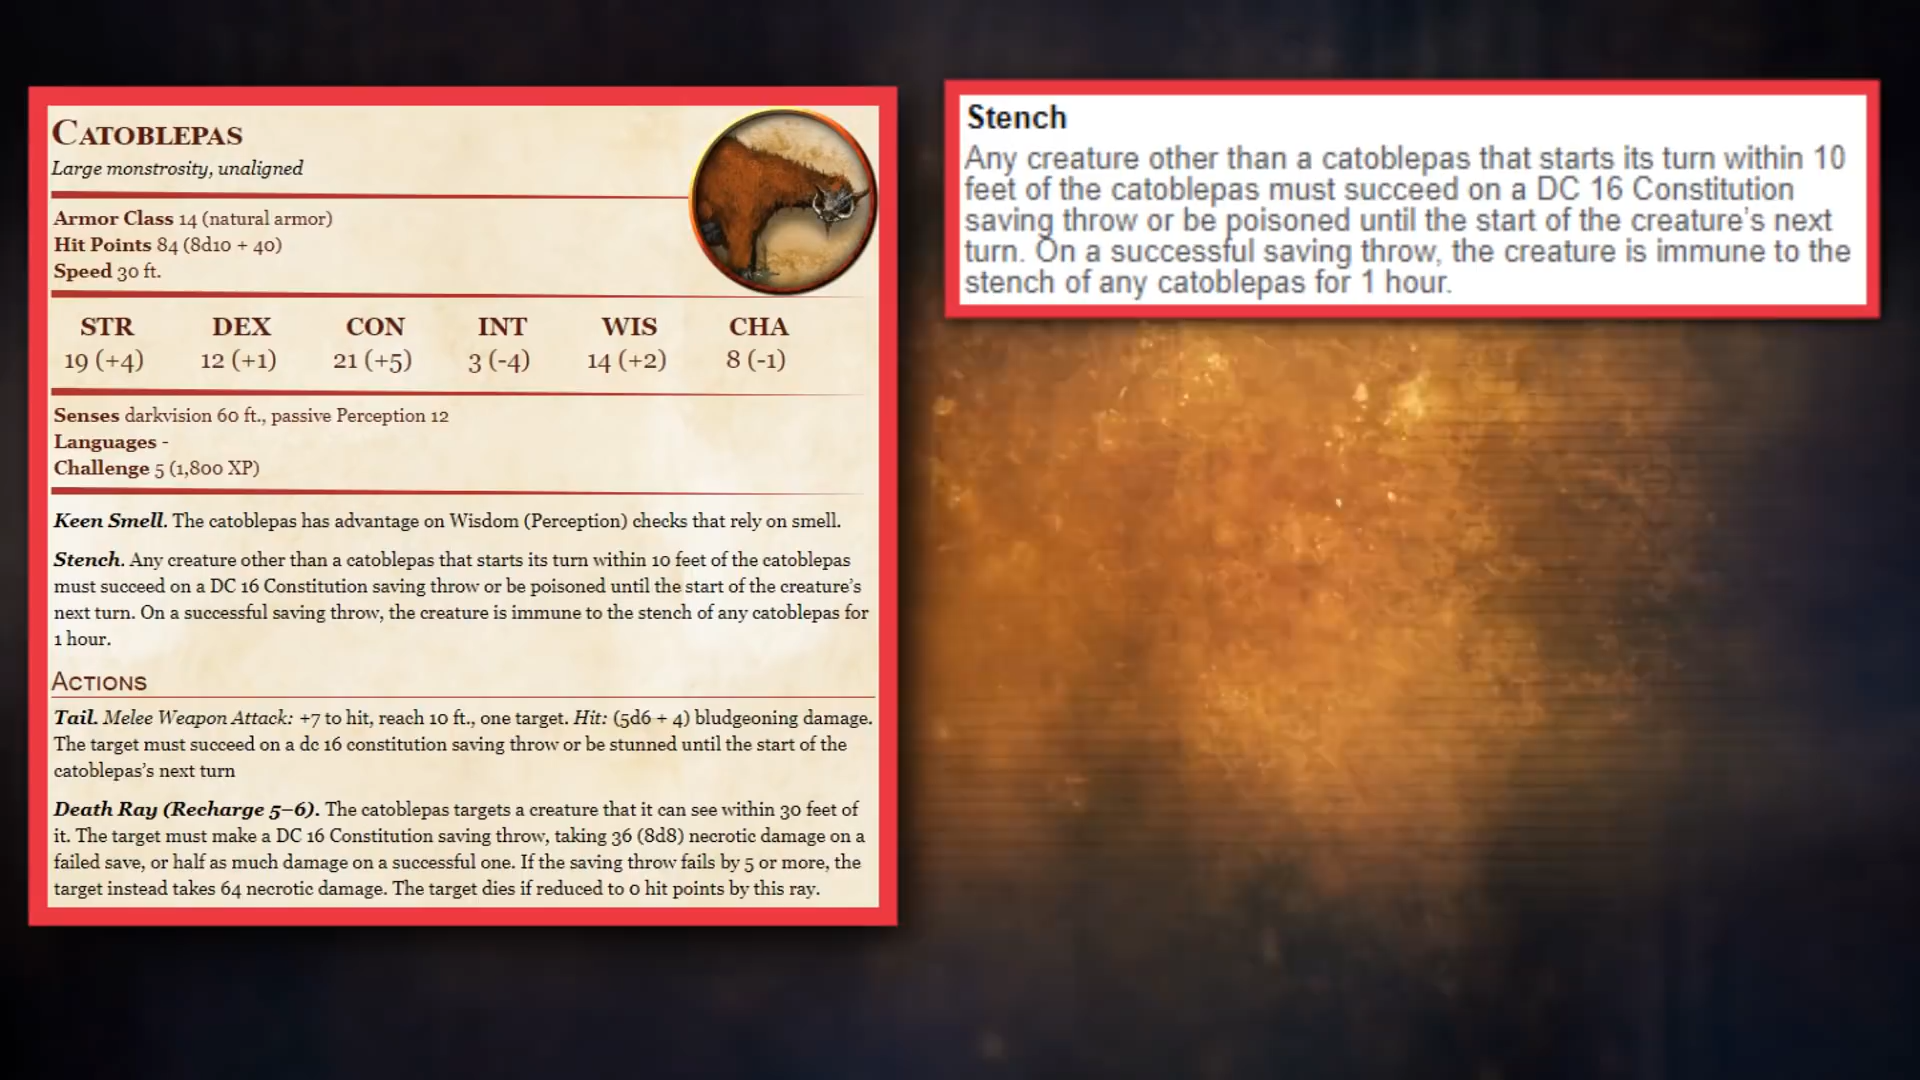 CATOBLEPAS
Large monstrosity, unaligned
Armor Class 14 (natural armor)
Hit Points 84 (8d10 + 40)
Speed 30 ft.
STR DEX CON INT WIS CHA
19 (+4) 12 (+1) 21 (+5) 3 (-4) 14 (+2) 8 (-1)
Senses darkvision 60 ft., passive Perception 12
Languages -
Challenge 5 (1,800 XP)
Keen Smell. The catoblepas has advantage on Wisdom (Perception) checks that rely on smell.
Stench. Any creature other than a catoblepas that starts its turn within 10 feet of the catoblepas
must succeed on a DC 16 Constitution saving throw or be poisoned until the start of the creature's
next turn. On a successful saving throw, the creature is immune to the stench of any catoblepas for
1 hour.
ACTIONS
Tail. Melee Weapon Attack: +7 to hit, reach 10 ft., one target. Hit: (5d6 + 4) bludgeoning damage.
The target must succeed on a dc 16 constitution saving throw or be stunned until the start of the
catoblepas's next turn
Death Ray (Recharge 5–6). The catoblepas targets a creature that it can see within 30 feet of
it. The target must make a DC 16 Constitution saving throw, taking 36 (8d8) necrotic damage on a
failed save, or half as much damage on a successful one. If the saving throw fails by 5 or more, the
target instead takes 64 necrotic damage. The target dies if reduced to 0 hit points by this ray.
Stench
Any creature other than a catoblepas that starts its turn within 10
feet of the catoblepas must succeed on a DC 16 Constitution
saving throw or be poisoned until the start of the creature's next
turn. On a successful saving throw, the creature is immune to the
stench of any catoblepas for 1 hour.